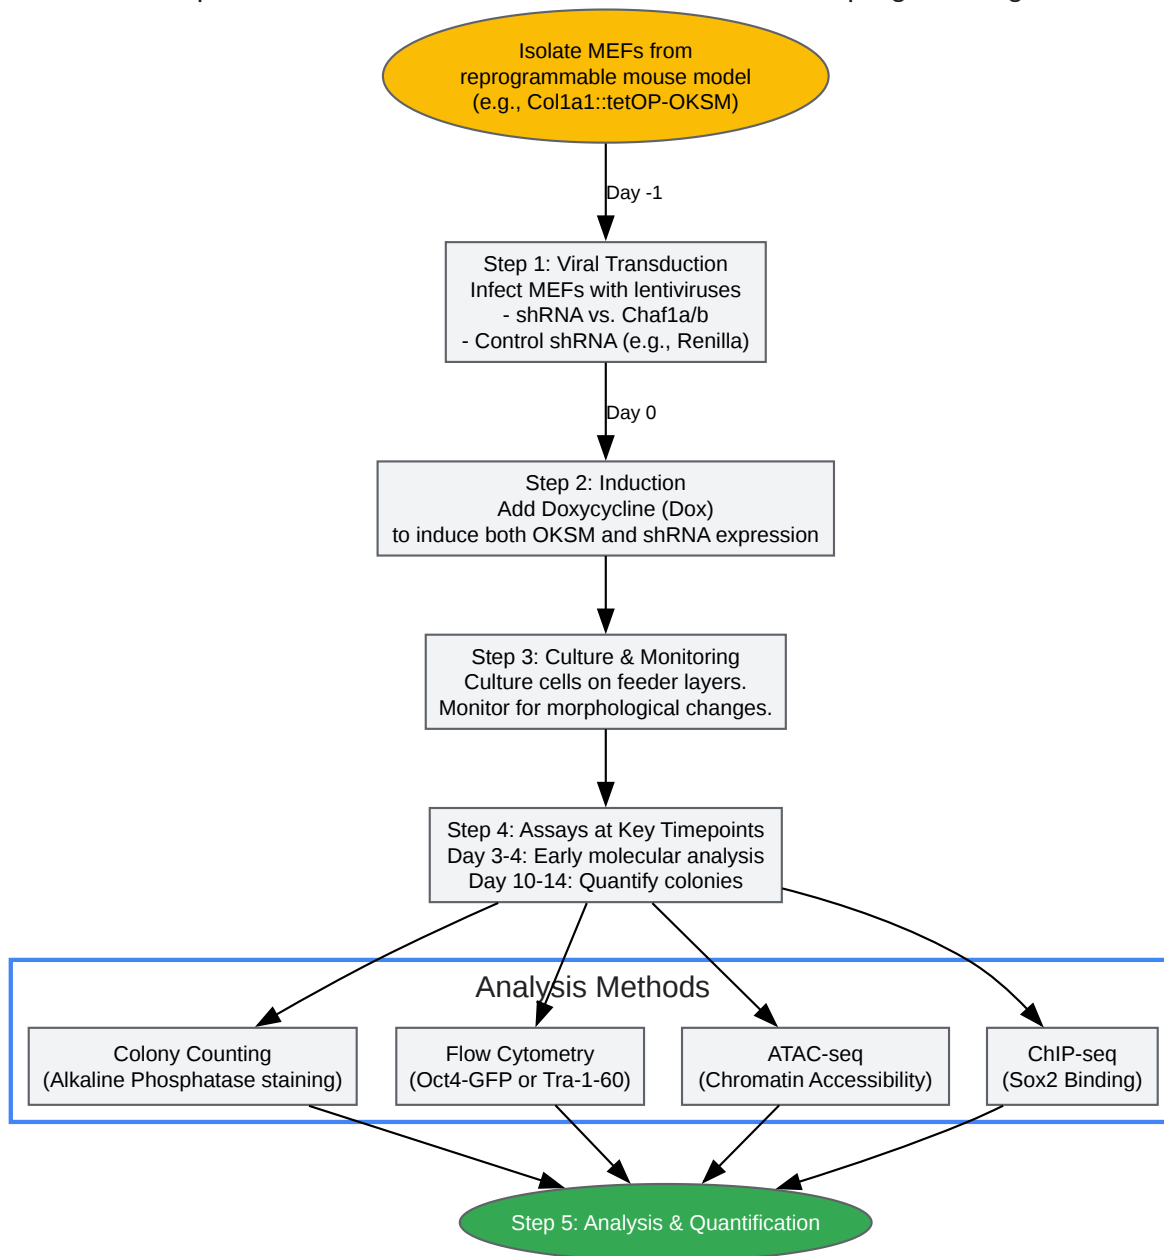 Isolate MEFs from
reprogrammable mouse model
(e.g., Col1a1::tetOP-OKSM)
Day -1
Step 1: Viral Transduction
Infect MEFs with lentiviruses
- shRNA vs. Chaf1a/b
- Control shRNA (e.g., Renilla)
Day 0
Step 2: Induction
Add Doxycycline (Dox)
to induce both OKSM and shRNA expression
Step 3: Culture & Monitoring
Culture cells on feeder layers.
Monitor for morphological changes.
Step 4: Assays at Key Timepoints
Day 3-4: Early molecular analysis
Day 10-14: Quantify colonies
Analysis Methods
Colony Counting
(Alkaline Phosphatase staining)
Flow Cytometry
(Oct4-GFP or Tra-1-60)
ATAC-seq
(Chromatin Accessibility)
ChIP-seq
(Sox2 Binding)
Step 5: Analysis & Quantification